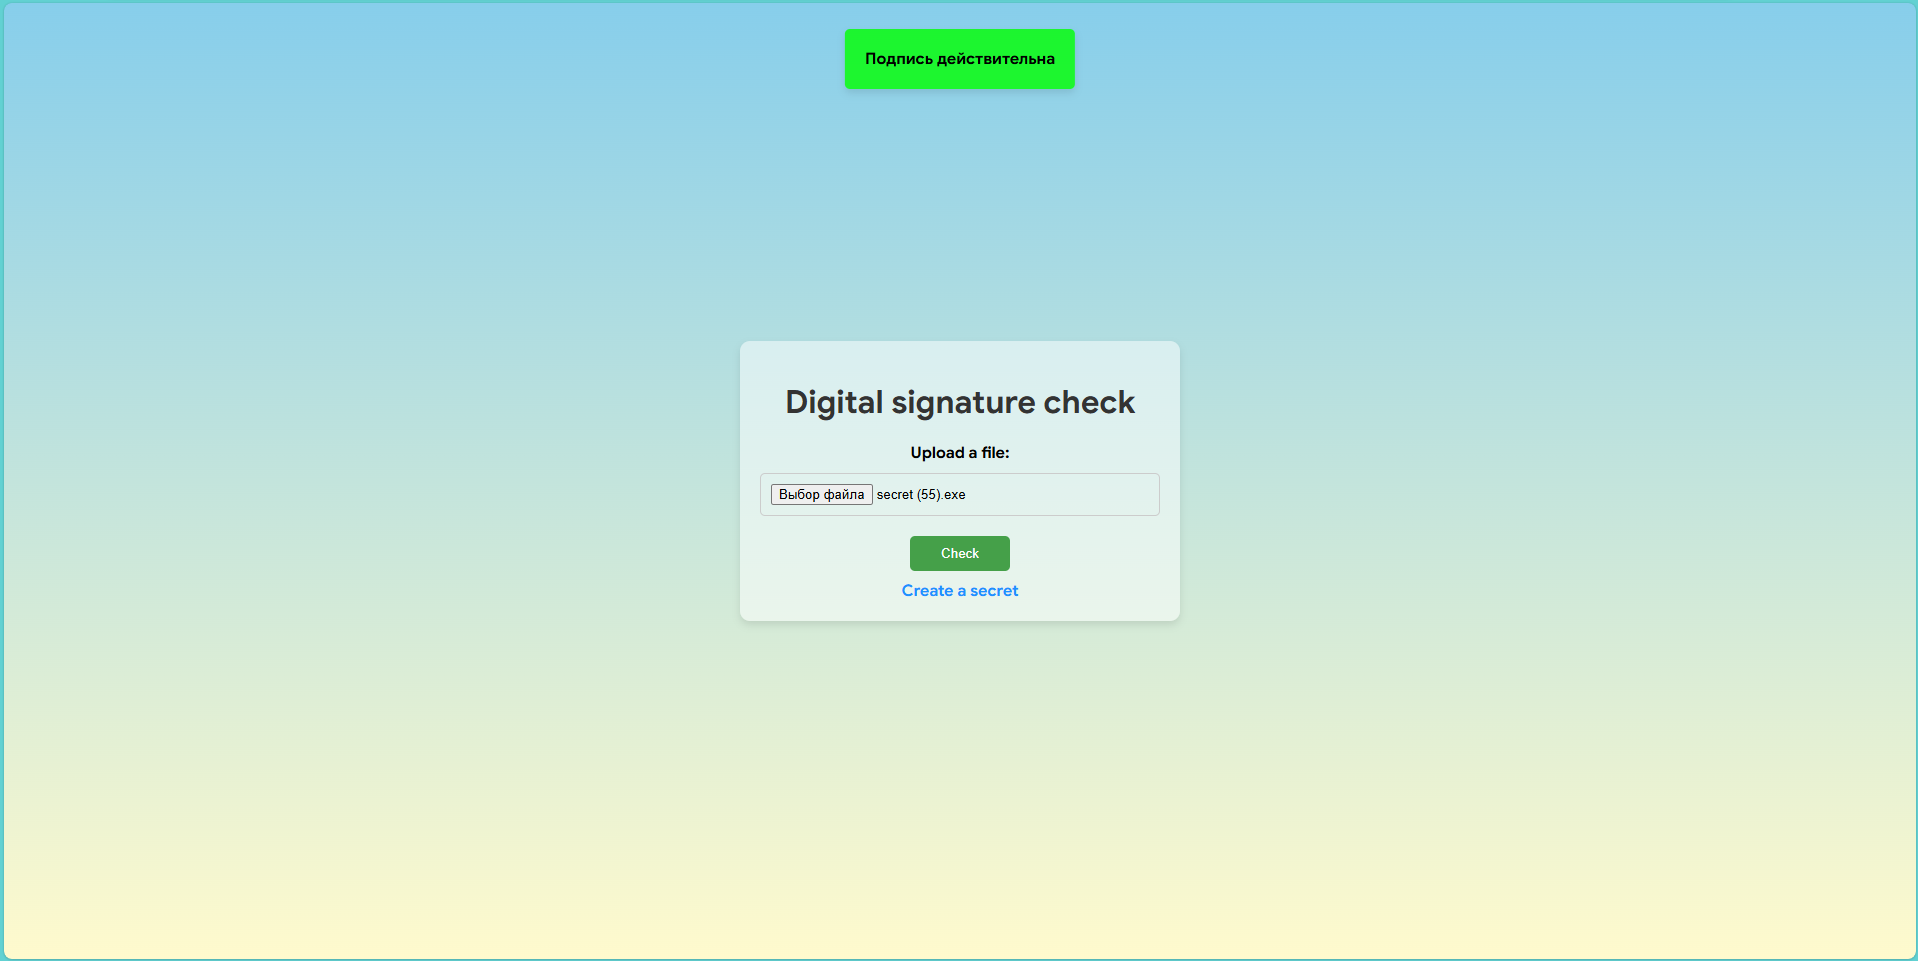 Подпись действительна
Digital signature check
Upload a file:
Выбор файла secret (55).exe
Check
Create a secret